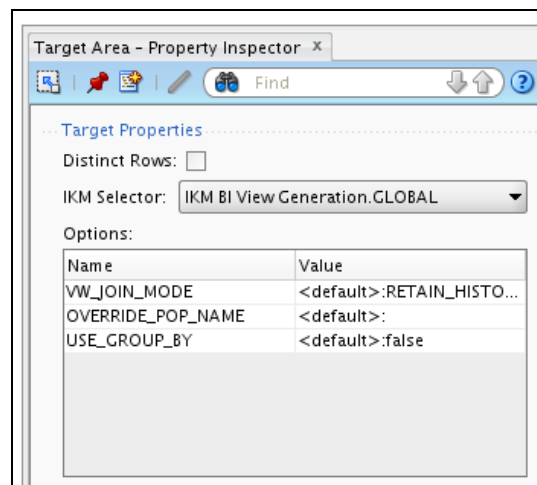 Target Area - Property Inspector x
Find
Target Properties
Distinct Rows:
IKM Selector: IKM BI View Generation.GLOBAL
Options:
Name Value
VW_JOIN_MODE <default>:RETAIN_HISTO...
OVERRIDE_POP_NAME <default>:
USE_GROUP_BY <default>:false